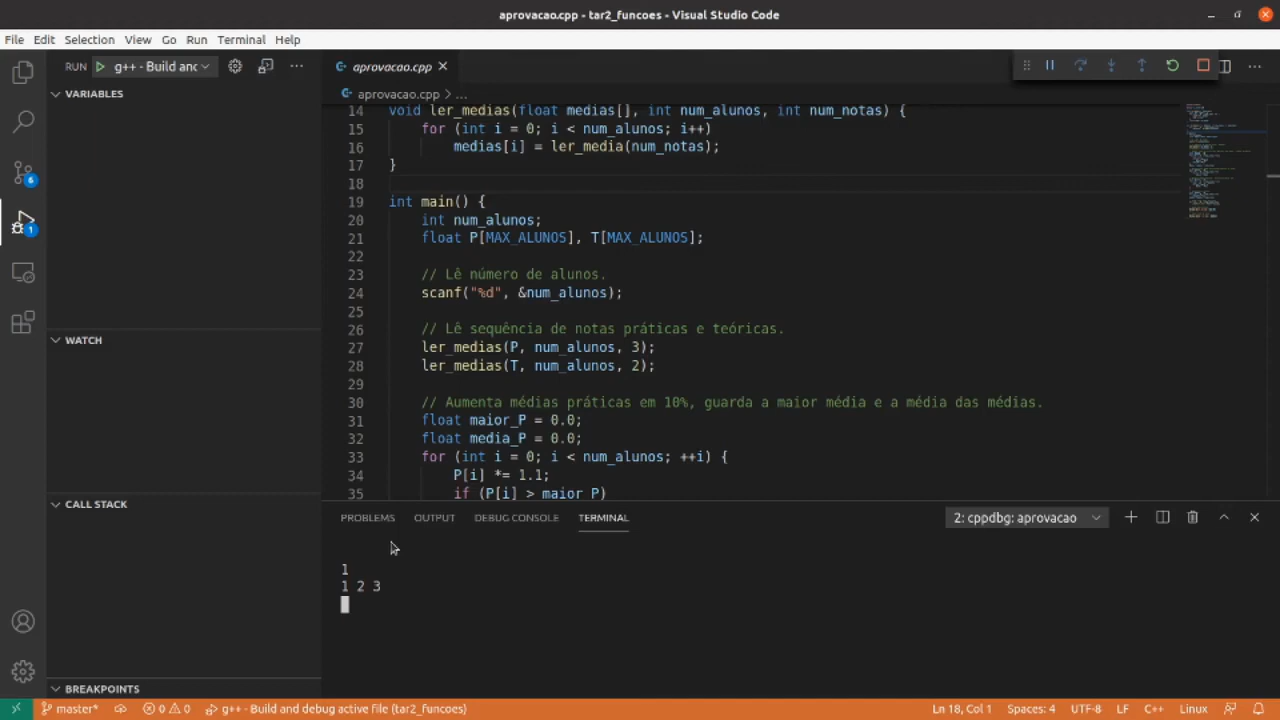 aprovacao.cpp - tar2_funcoes - Visual Studio Code
File Edit Selection View Go Run Terminal Help
RUN g++ - Build anc
VARIABLES
WATCH
CALL STACK
BREAKPOINTS
6
1
aprovacao.cpp
aprovacao.cpp > ...
14 void ler_medias(float medias[], int num_alunos, int num_notas) {
15 for (int i = 0; i < num_alunos; i++)
16 medias[i] = ler_media(num_notas);
17 }
18
19 int main() {
20 int num_alunos;
21 float P[MAX_ALUNOS], T[MAX_ALUNOS];
22
23 // Lê número de alunos.
24 scanf("%d", &num_alunos);
25
26 // Lê sequência de notas práticas e teóricas.
27 ler_medias(P, num_alunos, 3);
28 ler_medias(T, num_alunos, 2);
29
30 // Aumenta médias práticas em 10%, guarda a maior média e a média das médias.
31 float maior_P = 0.0;
32 float media_P = 0.0;
33 for (int i = 0; i < num_alunos; ++i) {
34 P[i] *= 1.1;
35 if (P[i] > maior_P)
PROBLEMS OUTPUT DEBUG CONSOLE TERMINAL 2: cppdbg: aprovacao
1
1 2 3
master* 0 0 g++ - Build and debug active file (tar2_funcoes) Ln 18, Col 1 Spaces: 4 UTF-8 LF C++ Linux